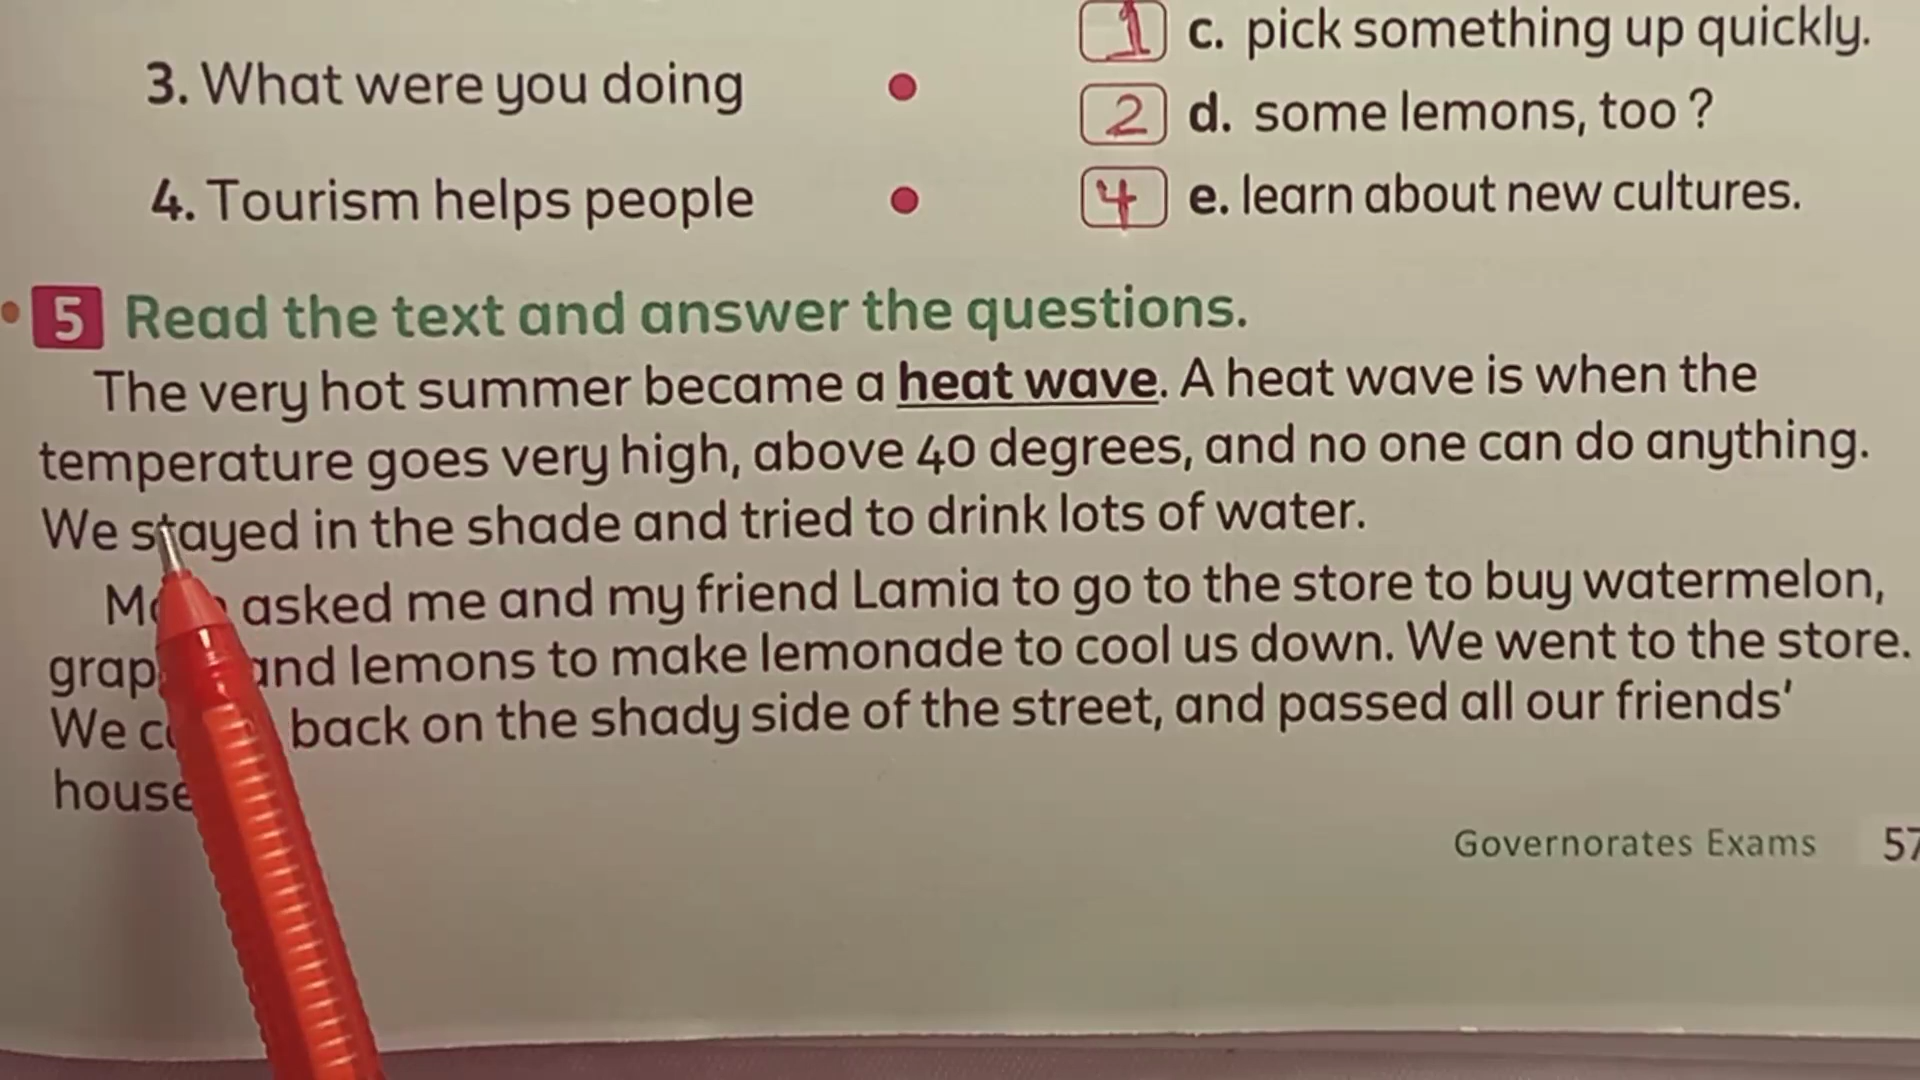 1 c. pick something up quickly.
3. What were you doing
2 d. some lemons, too ?
4. Tourism helps people
4 e. learn about new cultures.
5 Read the text and answer the questions.
The very hot summer became a heat wave. A heat wave is when the
temperature goes very high, above 40 degrees, and no one can do anything.
We stayed in the shade and tried to drink lots of water.
asked me and my friend Lamia to go to the store to buy watermelon,
and lemons to make lemonade to cool us down. We went to the store.
We back on the shady side of the street, and passed all our friends'
Governorates Exams 57